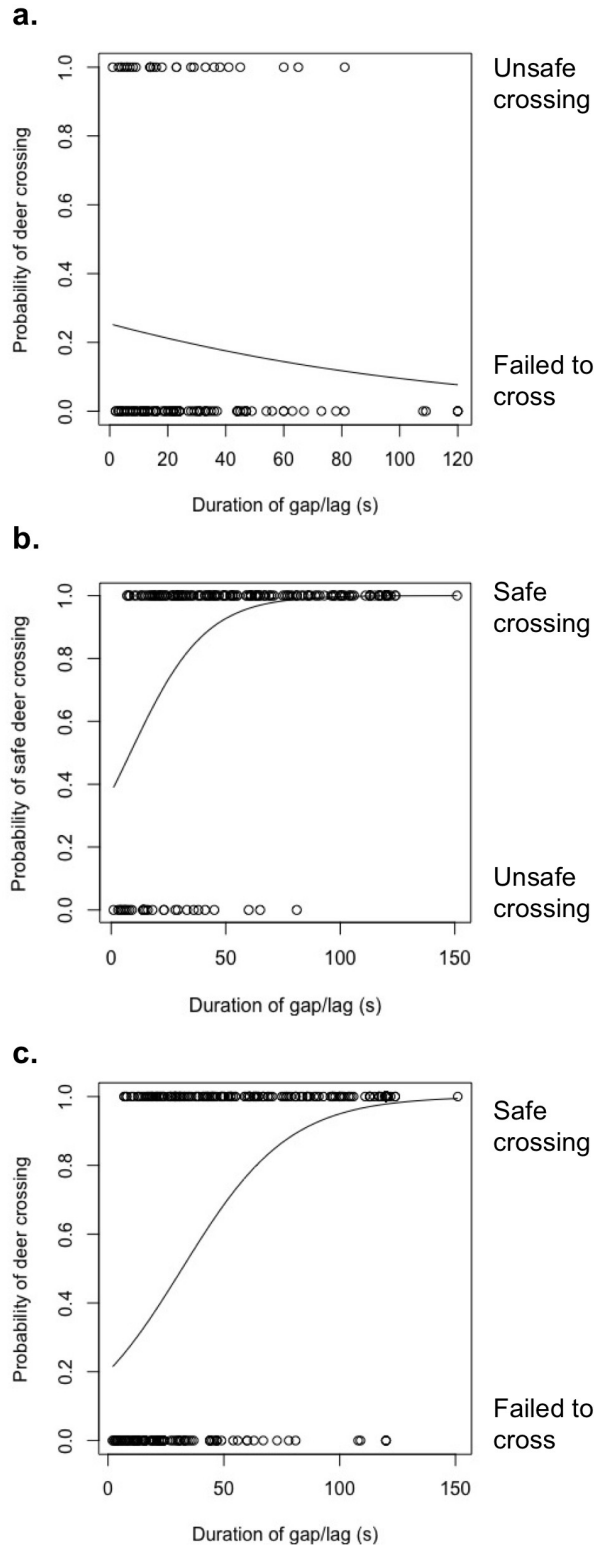 a.
Probability of deer crossing
1.0
0.8
0.6
0.4
0.2
0.0
Unsafe
crossing
Failed to
cross
0 20 40 60 80 100 120
Duration of gap/lag (s)
b.
Probability of safe deer crossing
1.0
0.8
0.6
0.4
0.2
0.0
Safe
crossing
Unsafe
crossing
0 50 100 150
Duration of gap/lag (s)
c.
Probability of deer crossing
1.0
0.8
0.6
0.4
0.2
0.0
Safe
crossing
Failed to
cross
0 50 100 150
Duration of gap/lag (s)